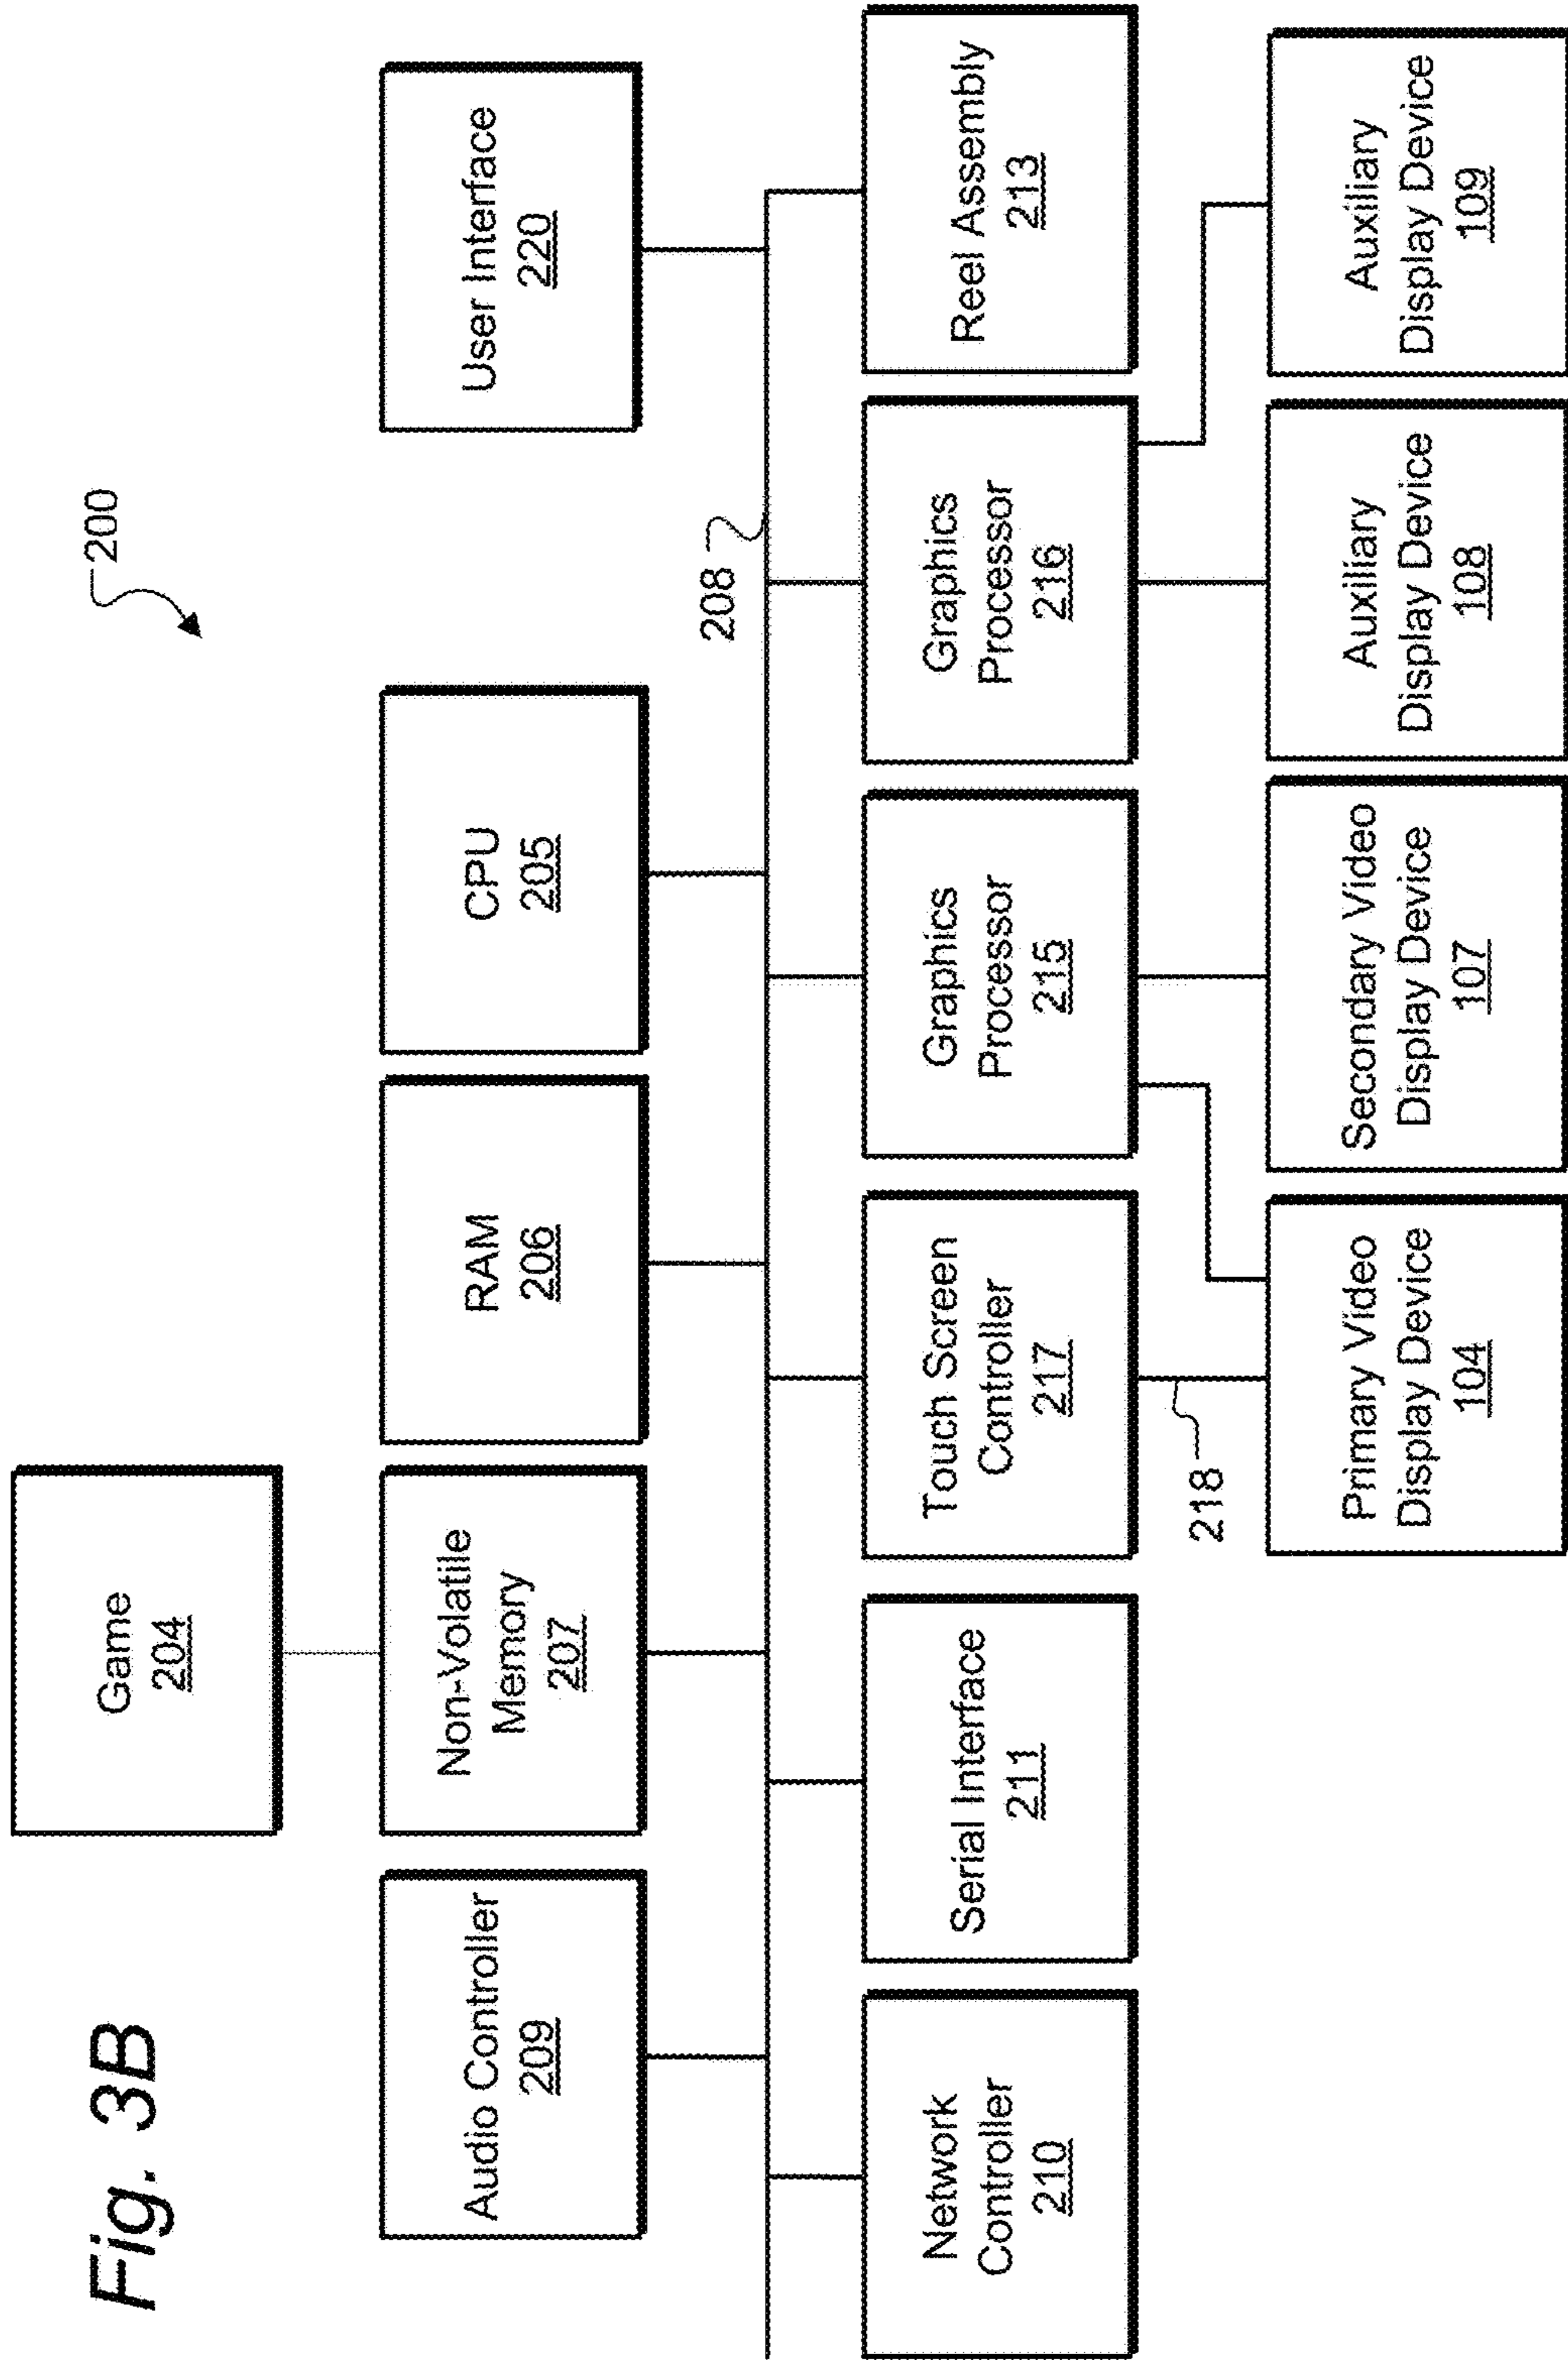 Fig. 3B
200
Game
204
Audio Controller
209
Non-Volatile
Memory
207
RAM
206
CPU
205
User Interface
220
208
Network
Controller
210
Serial Interface
211
Touch Screen
Cantroller
217
Graphics
Processor
215
Graphics
Processor
216
Reel Assembly
213
218
Primary Video
Display Device
104
Secondary Video
Display Device
107
Auxiliary
Display Device
108
Auxiliary
Display Device
109